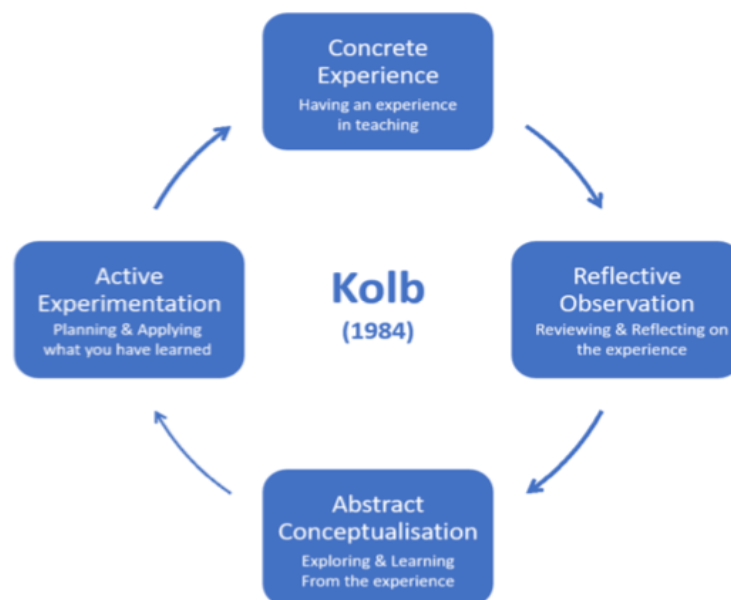 Concrete
Experience
Having an experience
in teaching
Active
Experimentation
Planning & Applying
what you have learned
Kolb
(1984)
Reflective
Observation
Reviewing & Reflecting on
the experience
Abstract
Conceptualisation
Exploring & Learning
From the experience